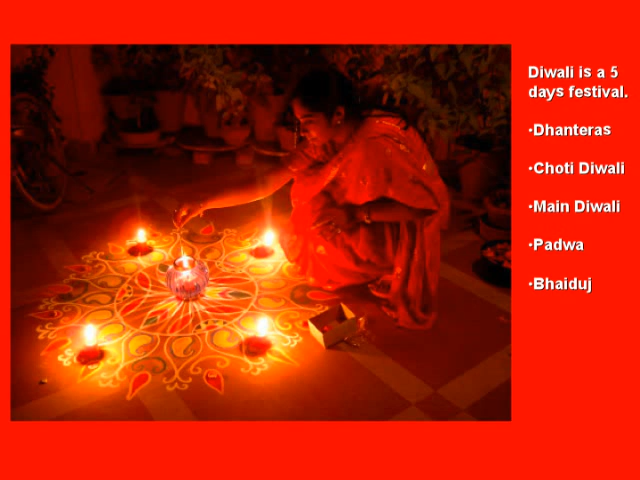 Diwali is a 5
days festival.
•Dhanteras
•Choti Diwali
•Main Diwali
•Padwa
•Bhaiduj